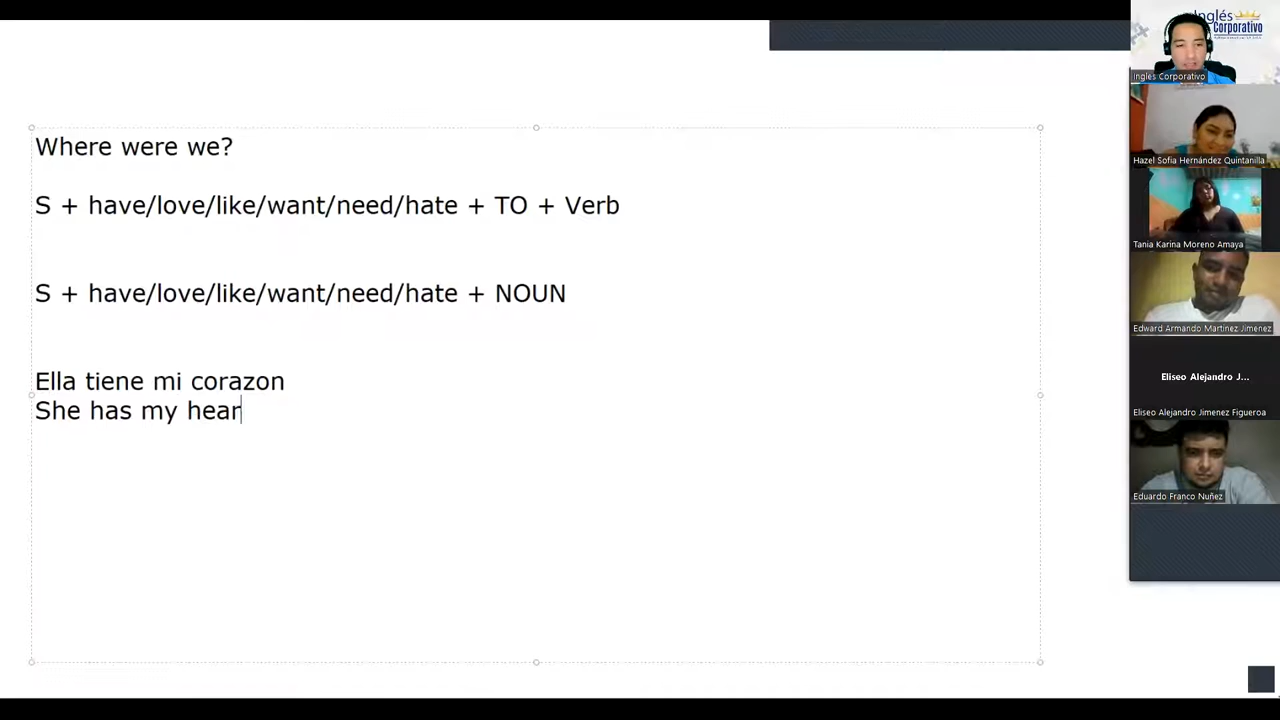 Where were we?
S + have/love/like/want/need/hate + TO + Verb
S + have/love/like/want/need/hate + NOUN
Ella tiene mi corazon
She has my hear
Inglés
Corporativo
Inglés Corporativo
Hazel Sofia Hernández Quintanilla
Tania Karina Moreno Amaya
Edward Armando Martinez Jimenez
Eliseo Alejandro J...
Eliseo Alejandro Jimenez Figueroa
Eduardo Franco Nuñez